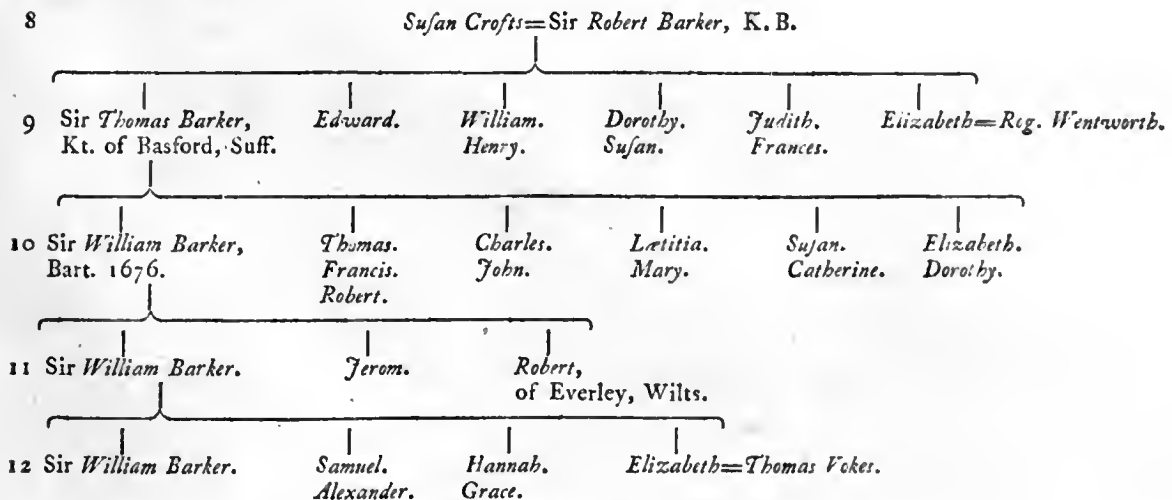 8 Suſan Crofts=Sir Robert Barker, K. B.
9 Sir Thomas Barker, Edward. William. Dorothy. Judith. Elizabeth=Reg. Wentworth.
Kt. of Basford, Suff. Henry. Suſan. Frances.
10 Sir William Barker, Thomas. Charles. Lætitia. Suſan. Elizabeth.
Bart. 1676. Francis. John. Mary. Catherine. Dorothy.
Robert.
11 Sir William Barker. Jerom. Robert,
of Everley, Wilts.
12 Sir William Barker. Samuel. Hannah. Elizabeth=Thomas Vokes.
Alexander. Grace.